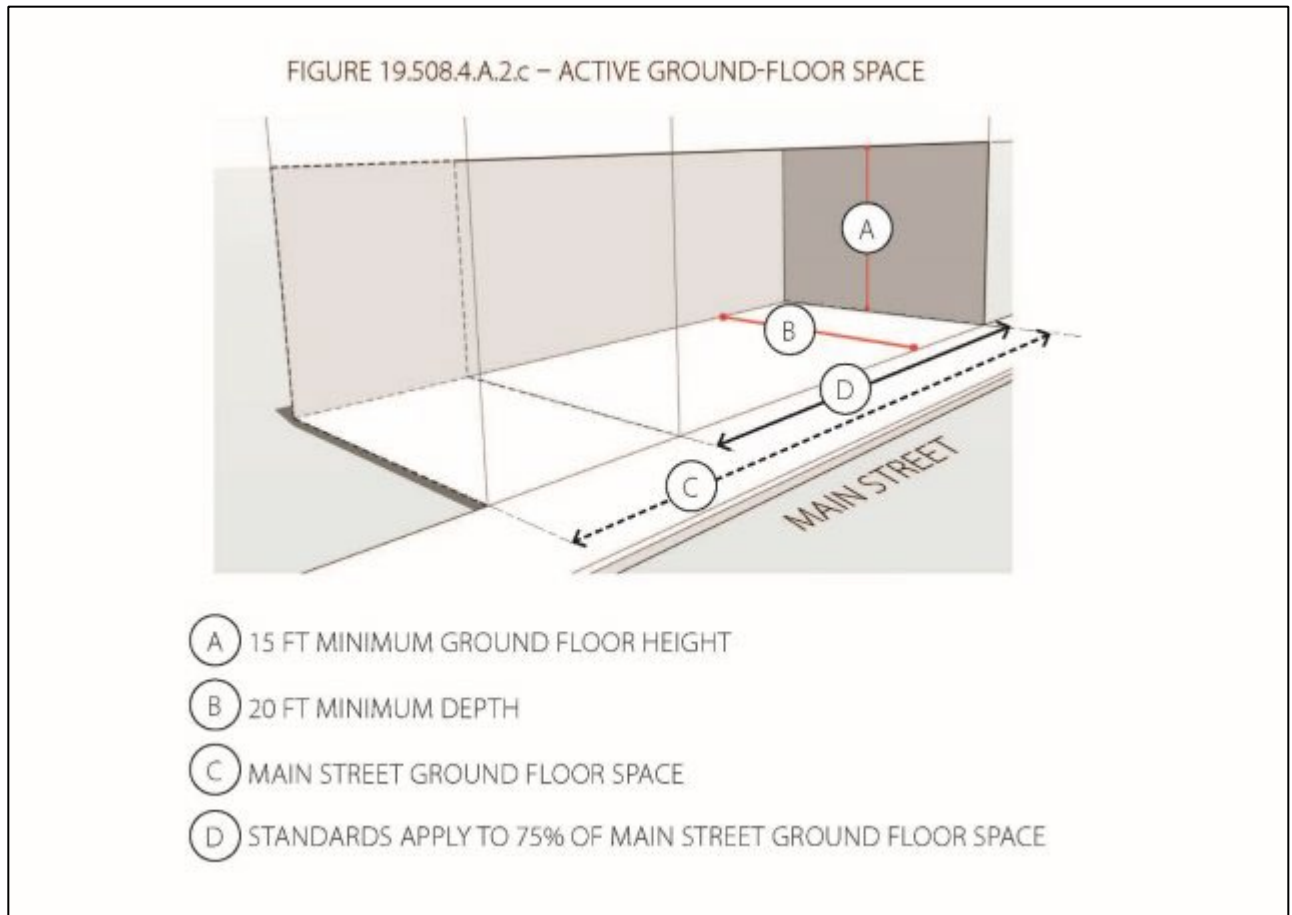 FIGURE 19.508.4.A.2.c – ACTIVE GROUND-FLOOR SPACE
A
B
D
C
MAIN STREET
A 15 FT MINIMUM GROUND FLOOR HEIGHT
B 20 FT MINIMUM DEPTH
C MAIN STREET GROUND FLOOR SPACE
D STANDARDS APPLY TO 75% OF MAIN STREET GROUND FLOOR SPACE